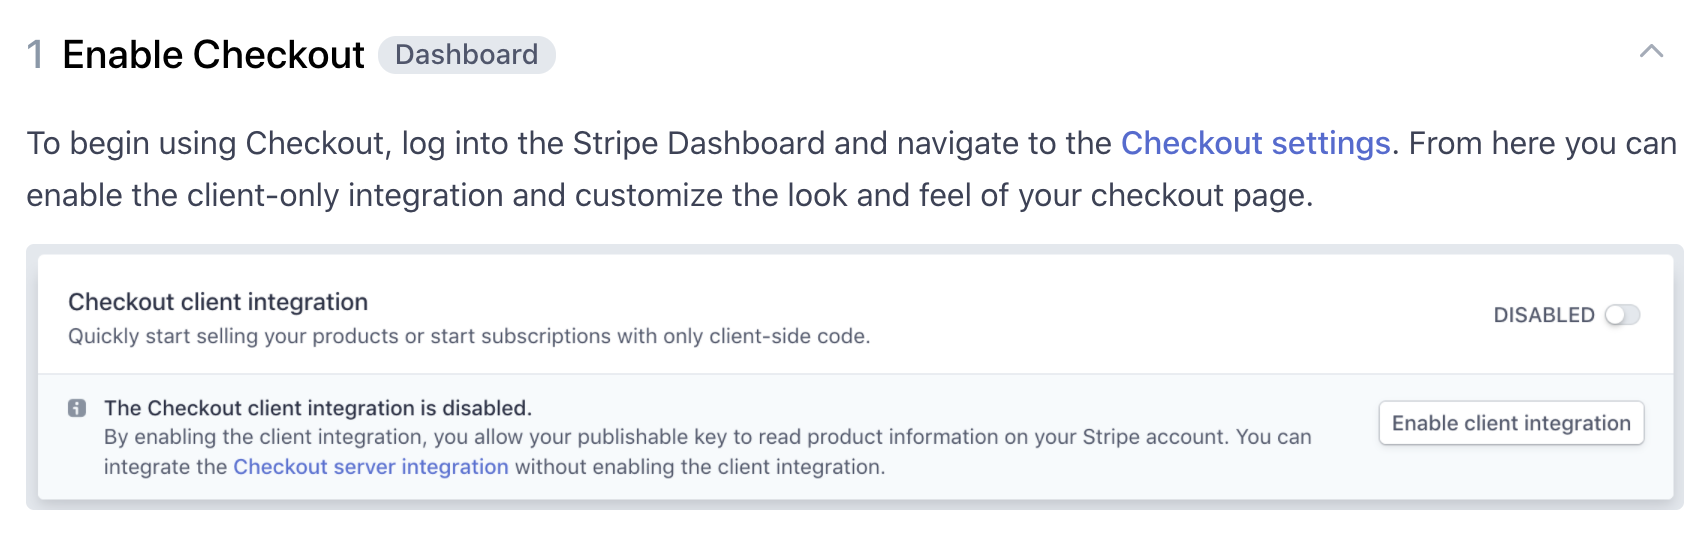 1 Enable Checkout Dashboard
To begin using Checkout, log into the Stripe Dashboard and navigate to the Checkout settings. From here you can
enable the client-only integration and customize the look and feel of your checkout page.
Checkout client integration
Quickly start selling your products or start subscriptions with only client-side code.
DISABLED
The Checkout client integration is disabled.
By enabling the client integration, you allow your publishable key to read product information on your Stripe account. You can
integrate the Checkout server integration without enabling the client integration.
Enable client integration